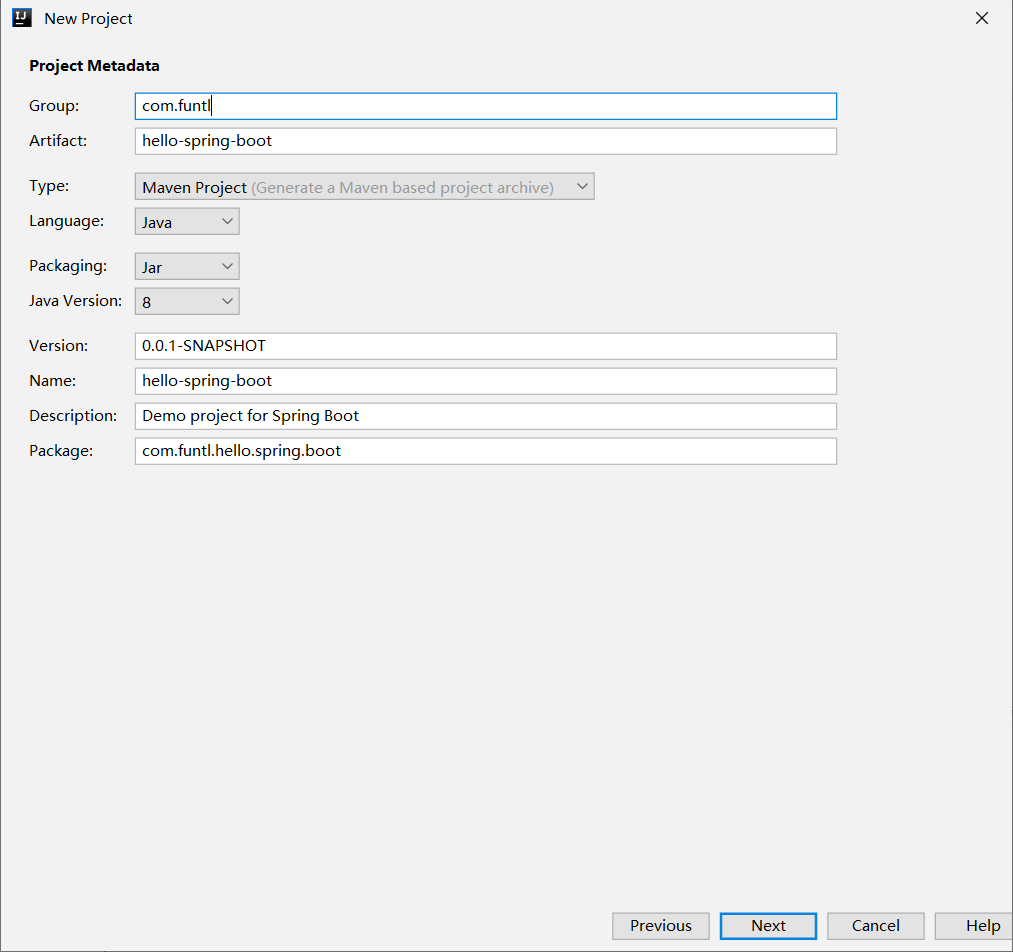 IJ New Project
Project Metadata
Group: com.funtl
Artifact: hello-spring-boot
Type: Maven Project (Generate a Maven based project archive)
Language: Java
Packaging: Jar
Java Version: 8
Version: 0.0.1-SNAPSHOT
Name: hello-spring-boot
Description: Demo project for Spring Boot
Package: com.funtl.hello.spring.boot
Previous Next Cancel Help